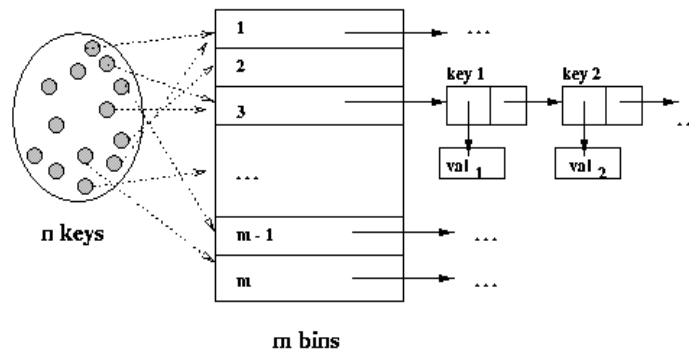 1
...
2
key 1
key 2
3
...
val 1
val 2
...
n keys
m - 1
...
m
...
m bins